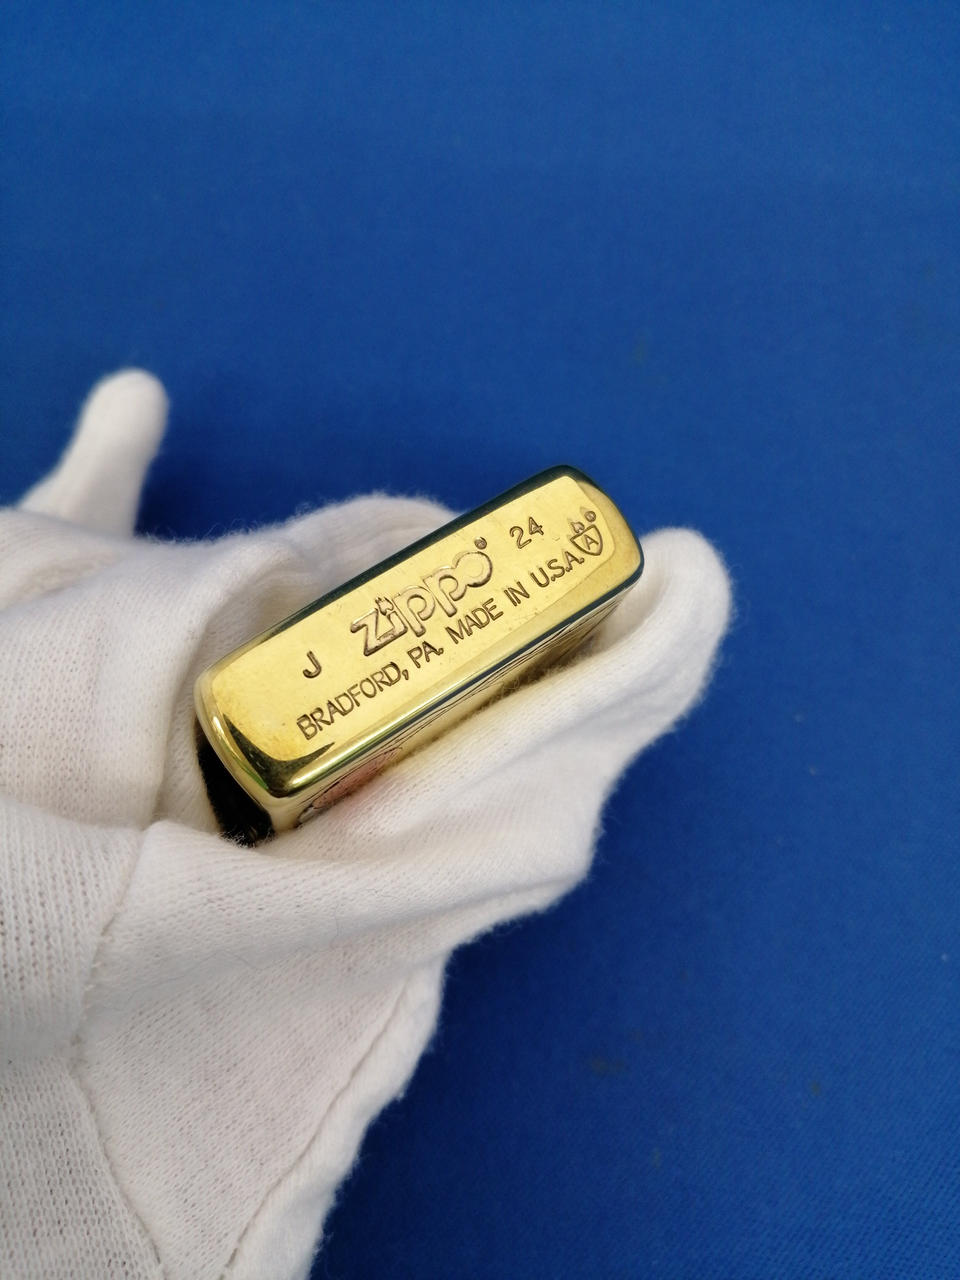 J zippo® 24
BRADFORD, PA. MADE IN U.S.A.
A